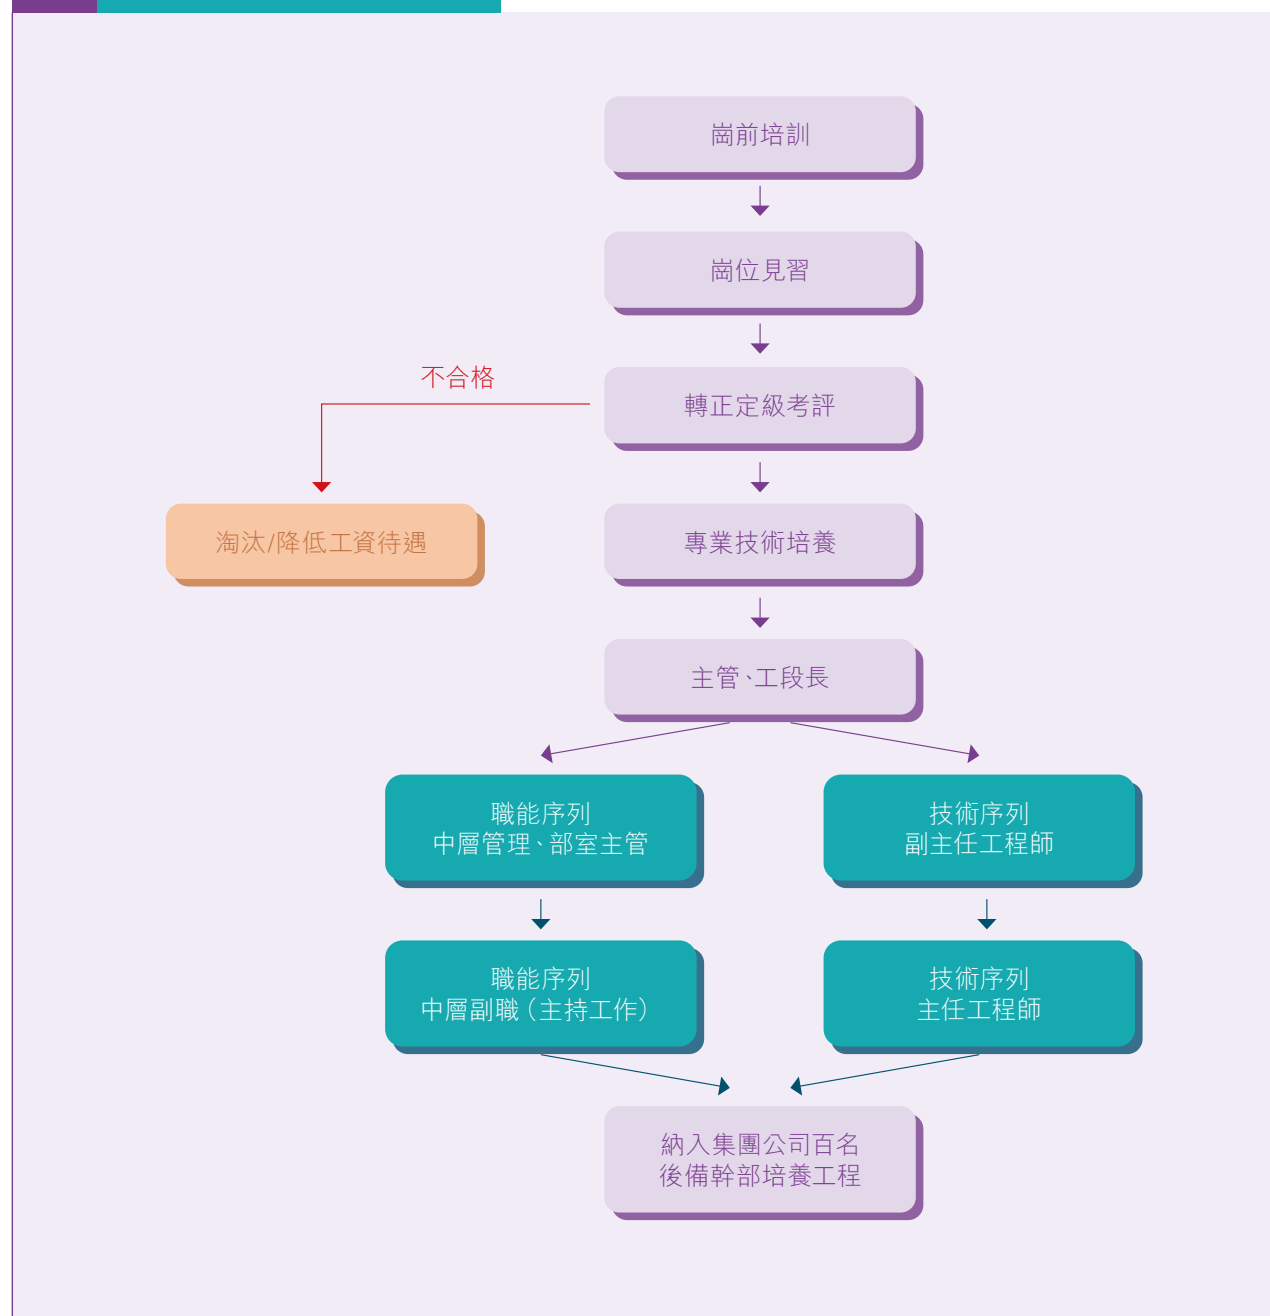 崗前培訓
崗位見習
不合格
轉正定級考評
淘汰/降低工資待遇
專業技術培養
主管、工段長
職能序列
中層管理、部室主管
技術序列
副主任工程師
職能序列
中層副職（主持工作）
技術序列
主任工程師
納入集團公司百名
後備幹部培養工程